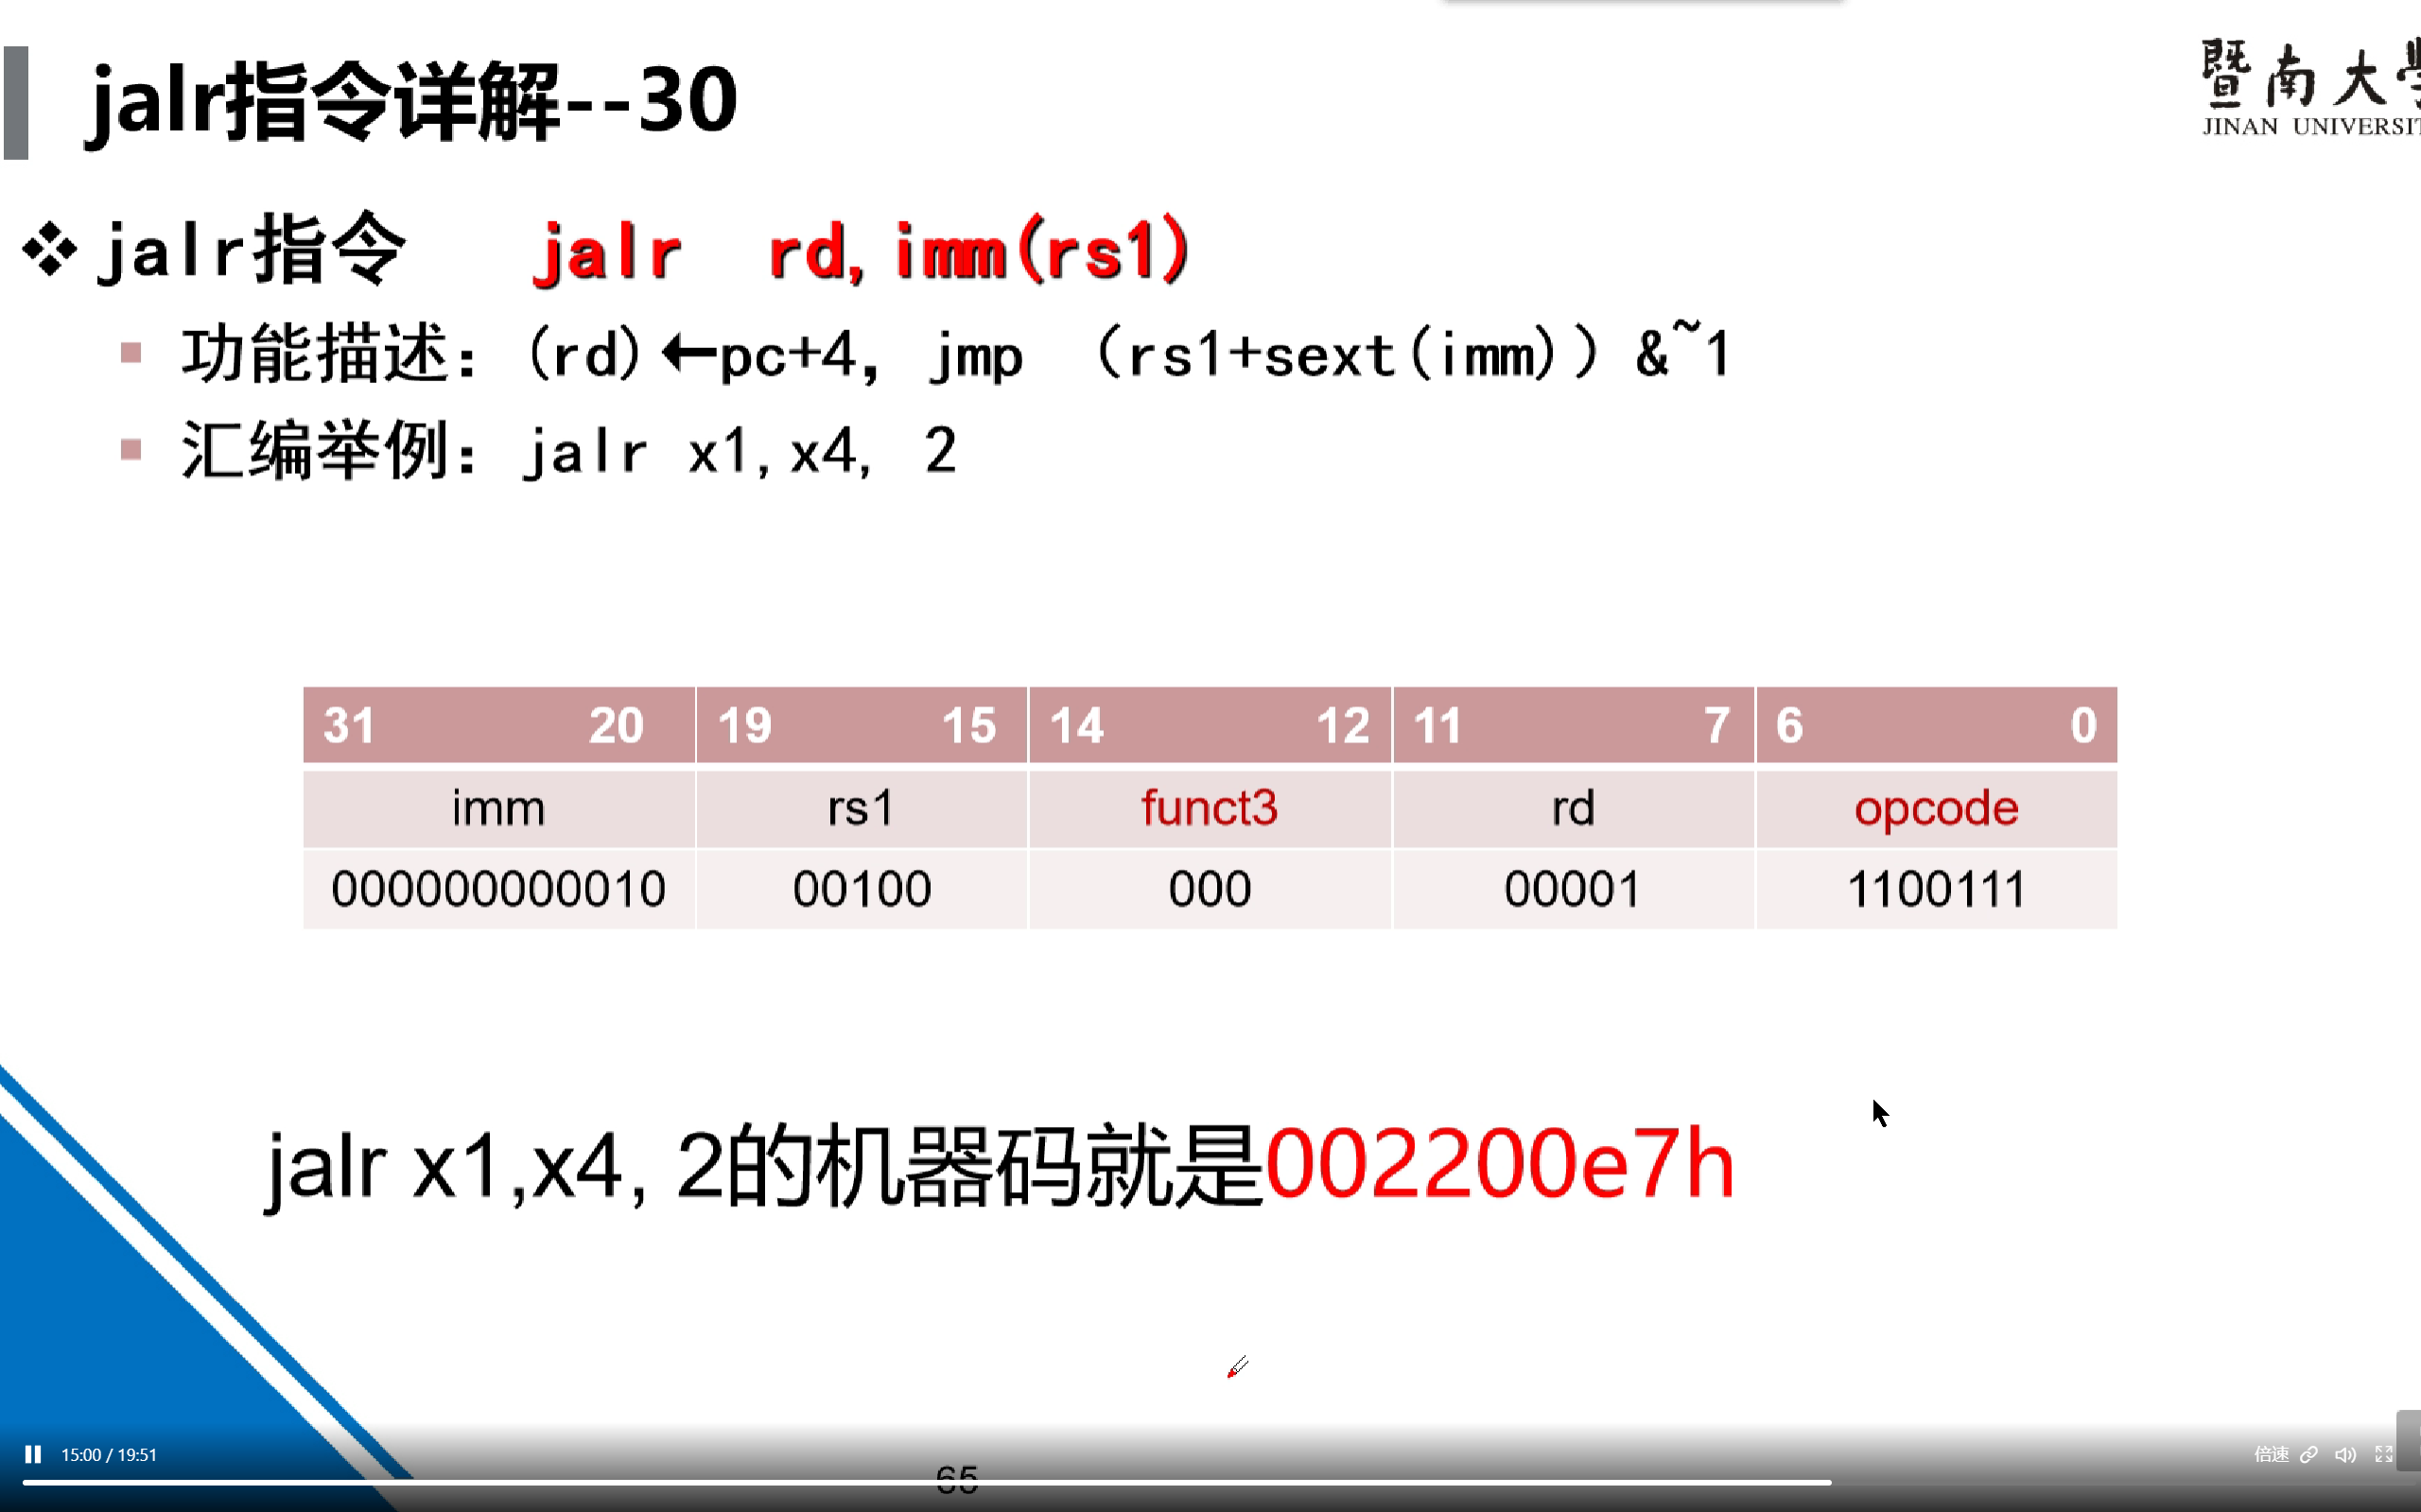 jalr指令详解--30
暨南大
JINAN UNIVERSIT
jalr指令 jalr rd,imm(rs1)
功能描述：(rd)←pc+4, jmp （rs1+sext(imm)）&~1
汇编举例：jalr x1,x4, 2
31 20 19 15 14 12 11 7 6 0
imm rs1 funct3 rd opcode
000000000010 00100 000 00001 1100111
jalr x1,x4, 2的机器码就是002200e7h
15:00 / 19:51
倍速
65